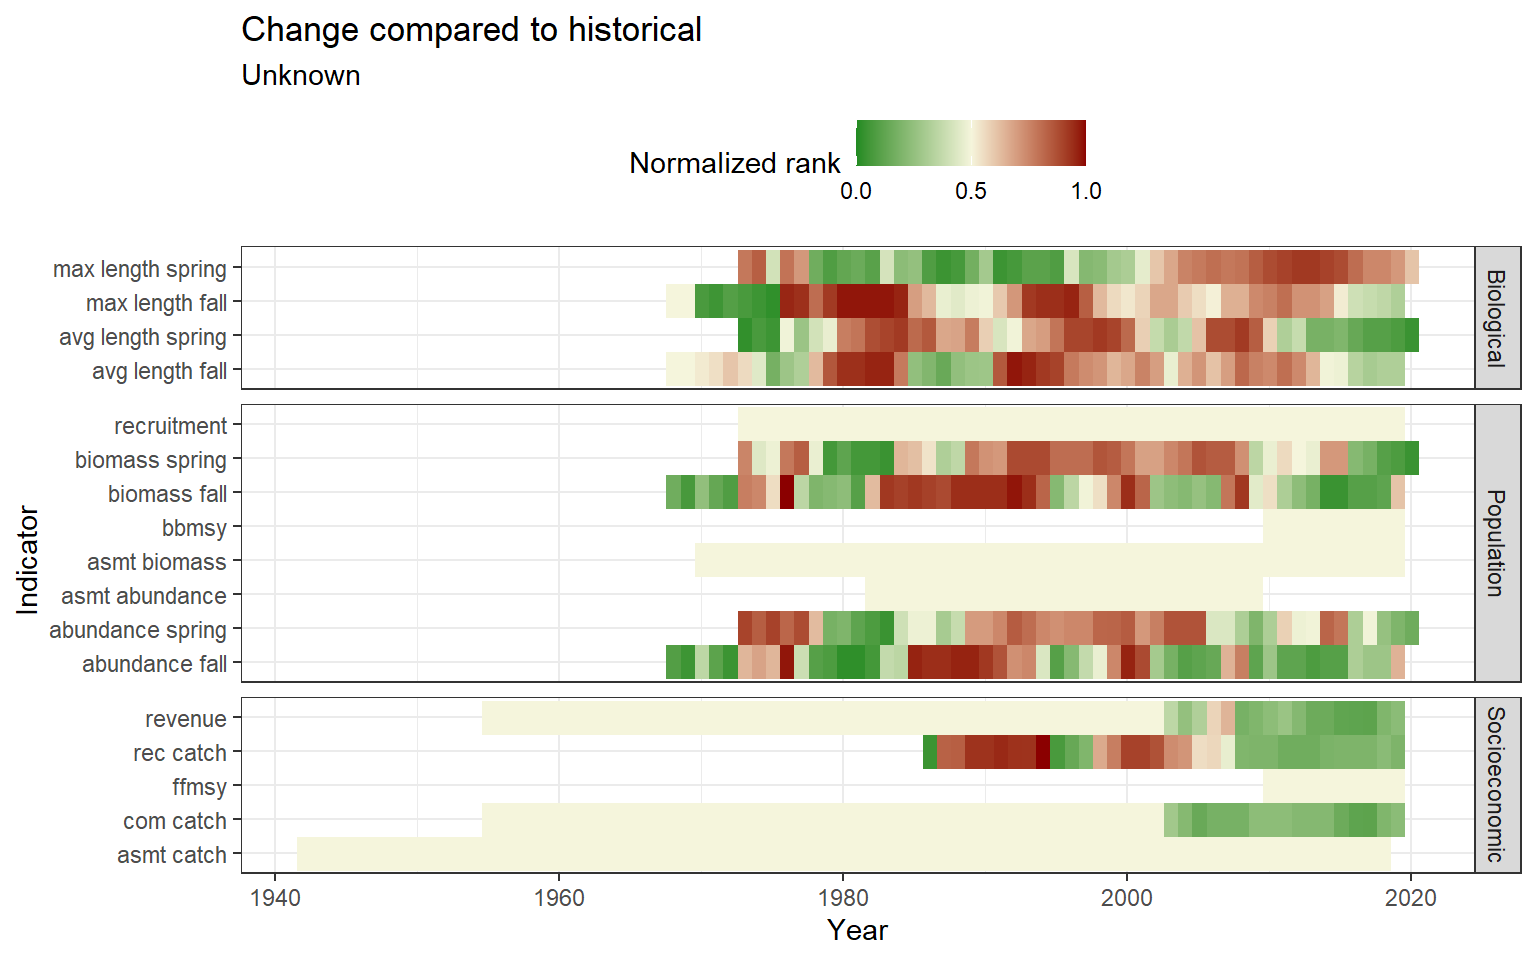 Change compared to historical
Unknown
Normalized rank
0.0 0.5 1.0
max length spring
max length fall
avg length spring
avg length fall
Biological
recruitment
biomass spring
biomass fall
bbmsy
asmt biomass
asmt abundance
abundance spring
abundance fall
Population
revenue
rec catch
ffmsy
com catch
asmt catch
Socioeconomic
Indicator
1940 1960 1980 2000 2020
Year